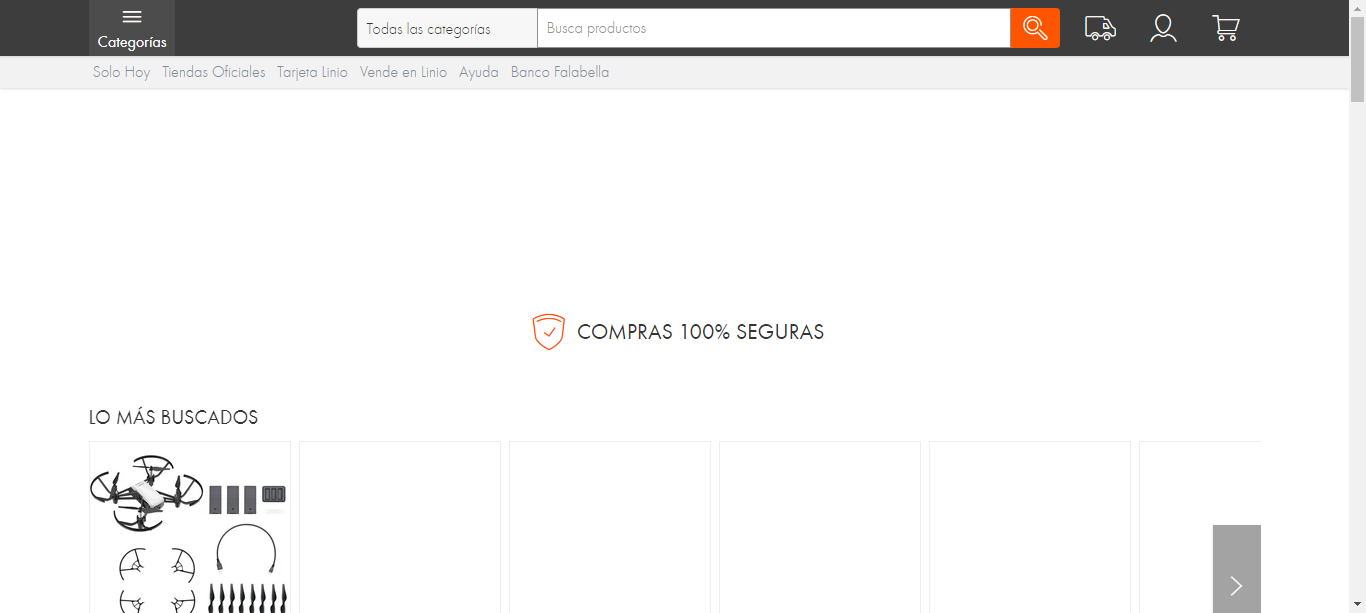 Categorías
Todas las categorías
Busca productos
Solo Hoy Tiendas Oficiales Tarjeta Linio Vende en Linio Ayuda Banco Falabella
COMPRAS 100% SEGURAS
LO MÁS BUSCADOS